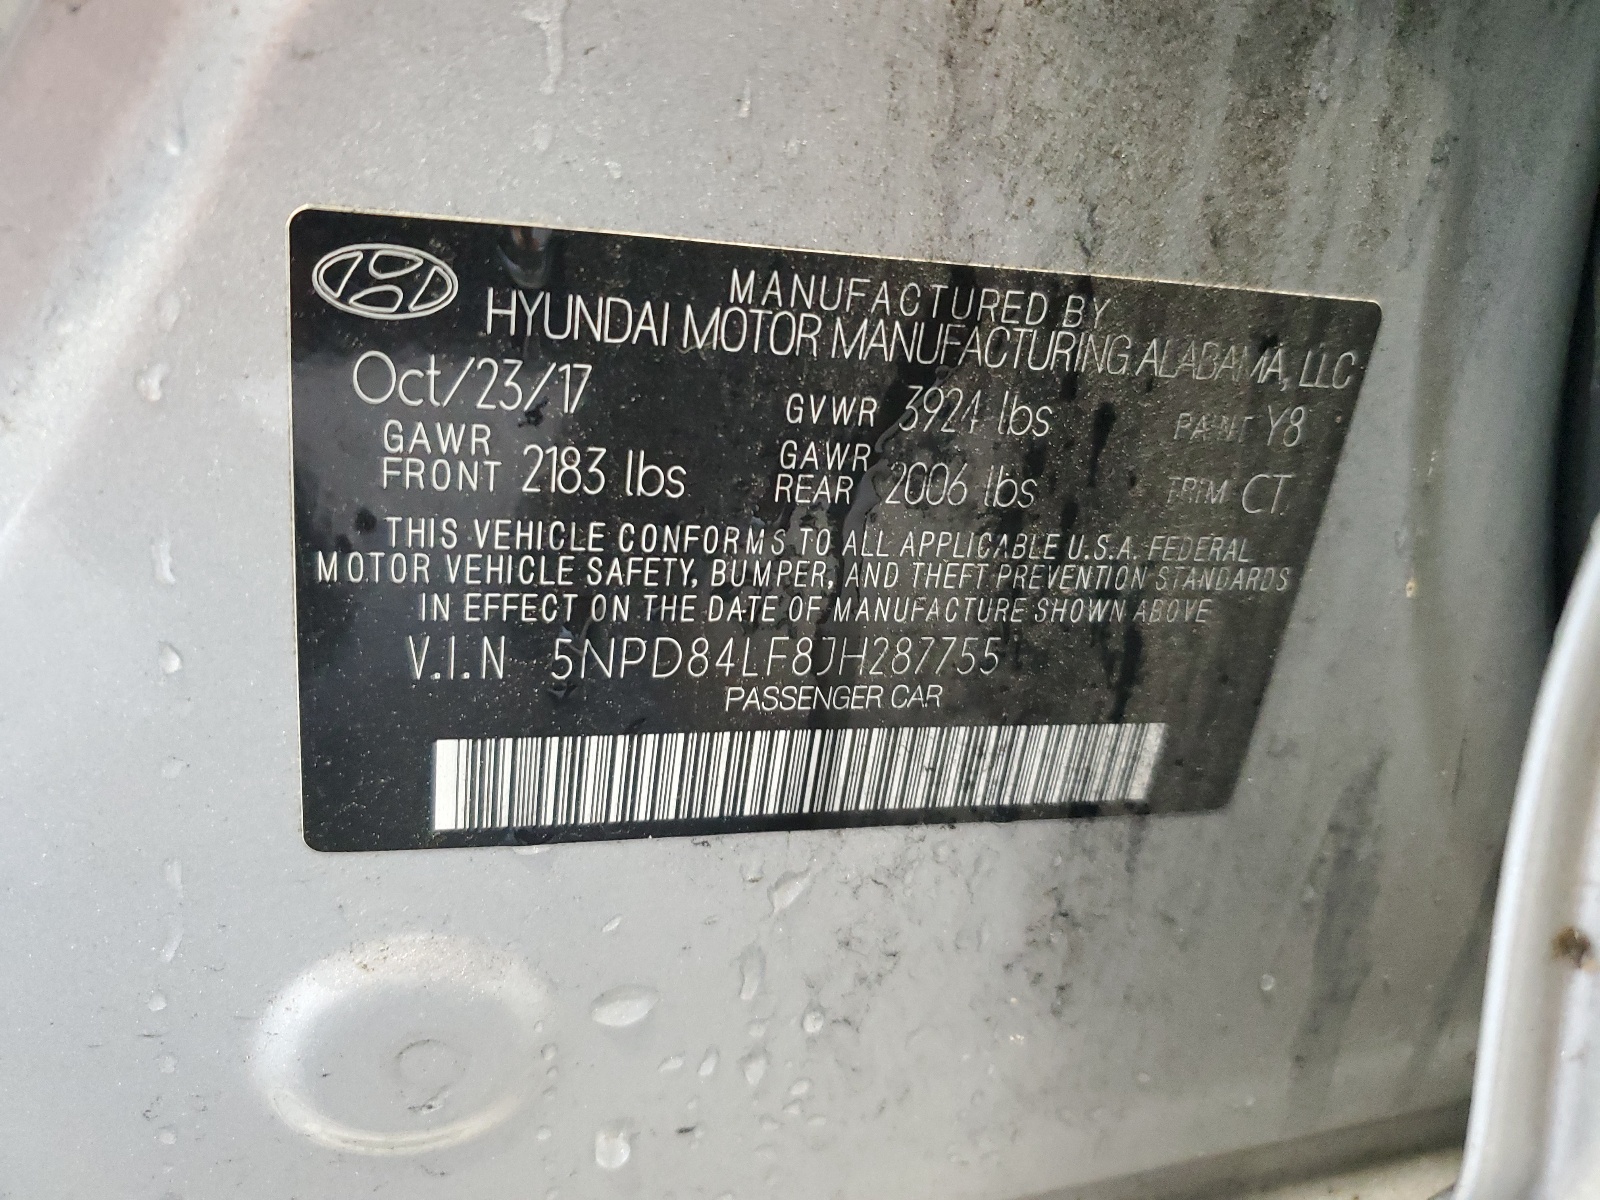 MANUFACTURED BY
HYUNDAI MOTOR MANUFACTURING ALABAMA, LLC
Oct/23/17 GVWR 3924 lbs PAINT Y8
GAWR FRONT 2183 lbs GAWR REAR 2006 lbs TRIM CT
THIS VEHICLE CONFORMS TO ALL APPLICABLE U.S.A. FEDERAL
MOTOR VEHICLE SAFETY, BUMPER, AND THEFT PREVENTION STANDARDS
IN EFFECT ON THE DATE OF MANUFACTURE SHOWN ABOVE
V.I.N 5NPD84LF8JH287755
PASSENGER CAR